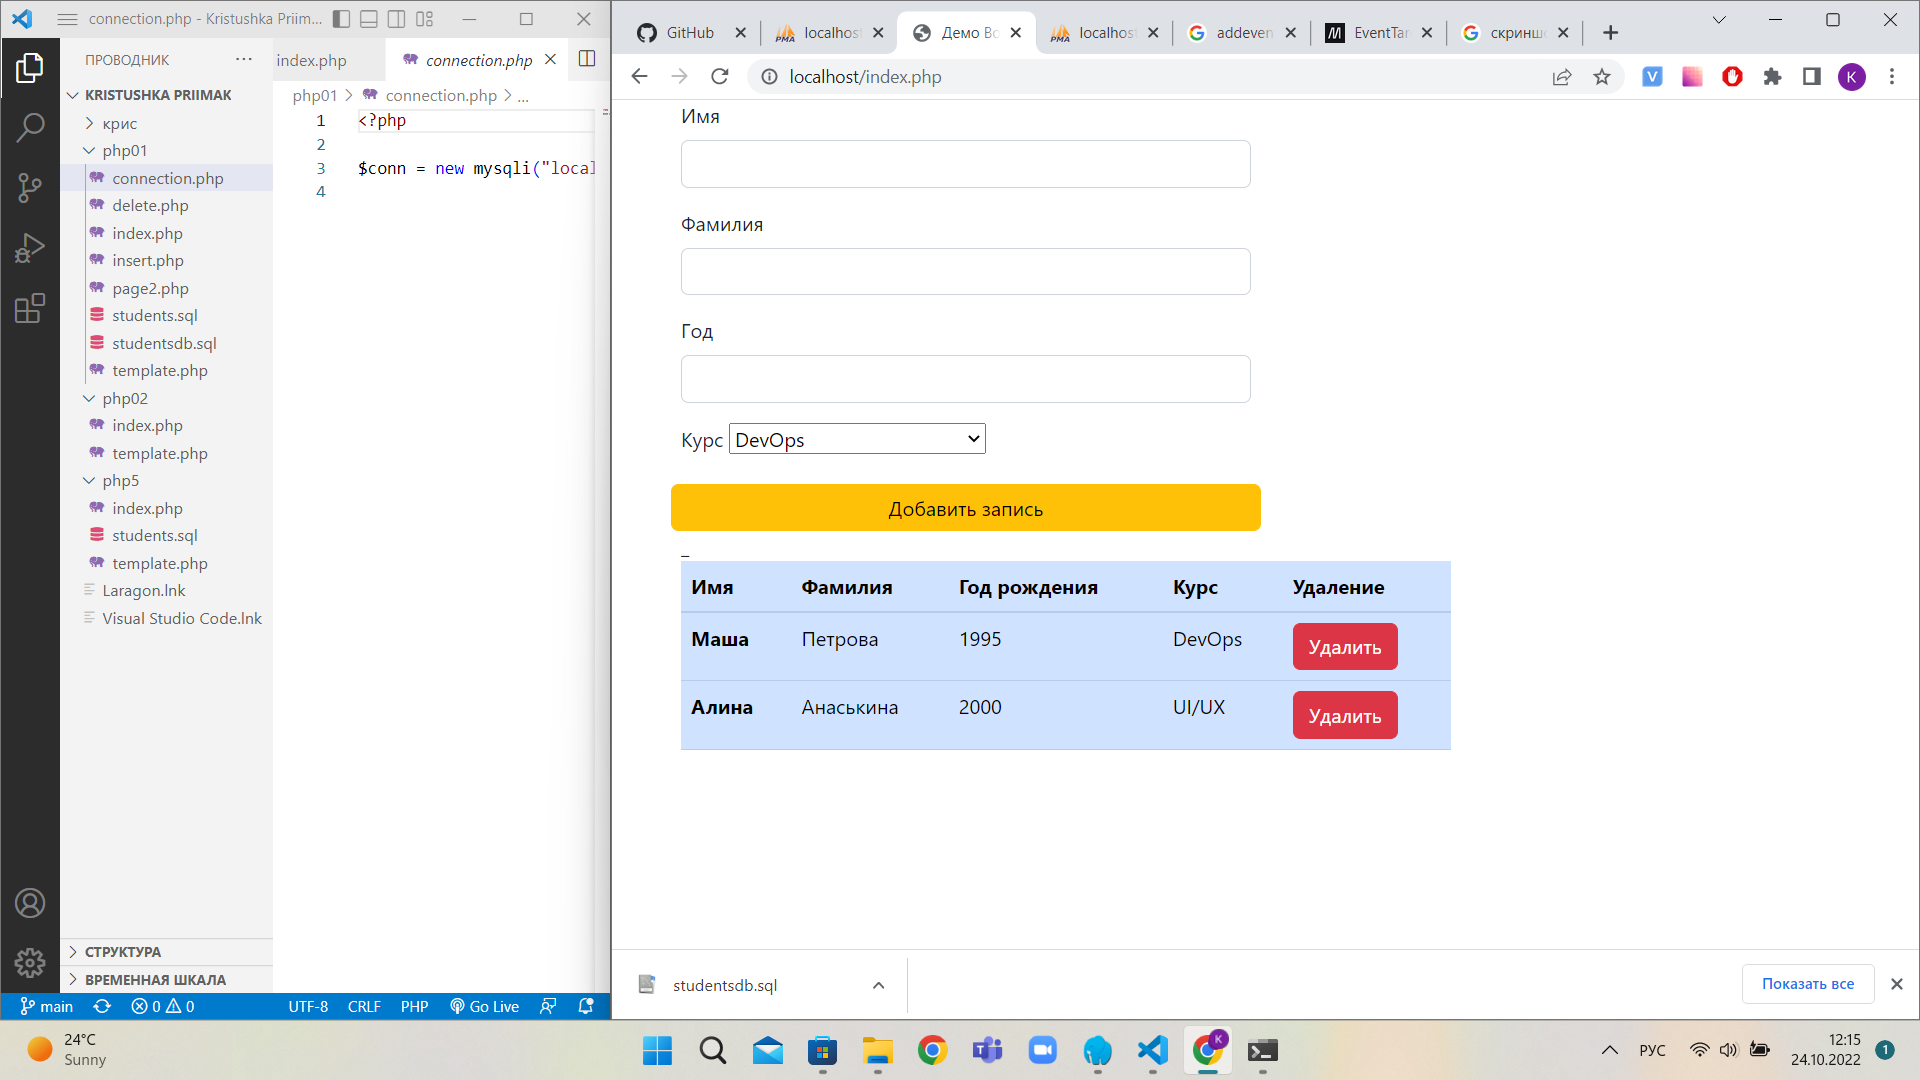 connection.php - Kristushka Priim...
ПРОВОДНИК
KRISTUSHKA PRIIMAK
крис
php01
connection.php
delete.php
index.php
insert.php
page2.php
students.sql
studentsdb.sql
template.php
php02
index.php
template.php
php5
index.php
students.sql
template.php
Laragon.lnk
Visual Studio Code.lnk
СТРУКТУРА
ВРЕМЕННАЯ ШКАЛА
index.php
connection.php
php01 > connection.php > ...
1 <?php
2
3 $conn = new mysqli("local
4
main 0 0 UTF-8 CRLF PHP Go Live
GitHub
localhost
Демо Bo
localhost
addeven
EventTar
скриншо
localhost/index.php
K
Имя
Фамилия
Год
Курс DevOps
Добавить запись
_
Имя Фамилия Год рождения Курс Удаление
Маша Петрова 1995 DevOps Удалить
Алина Анаськина 2000 UI/UX Удалить
studentsdb.sql
Показать все
24°C
Sunny
РУС
12:15
24.10.2022
1